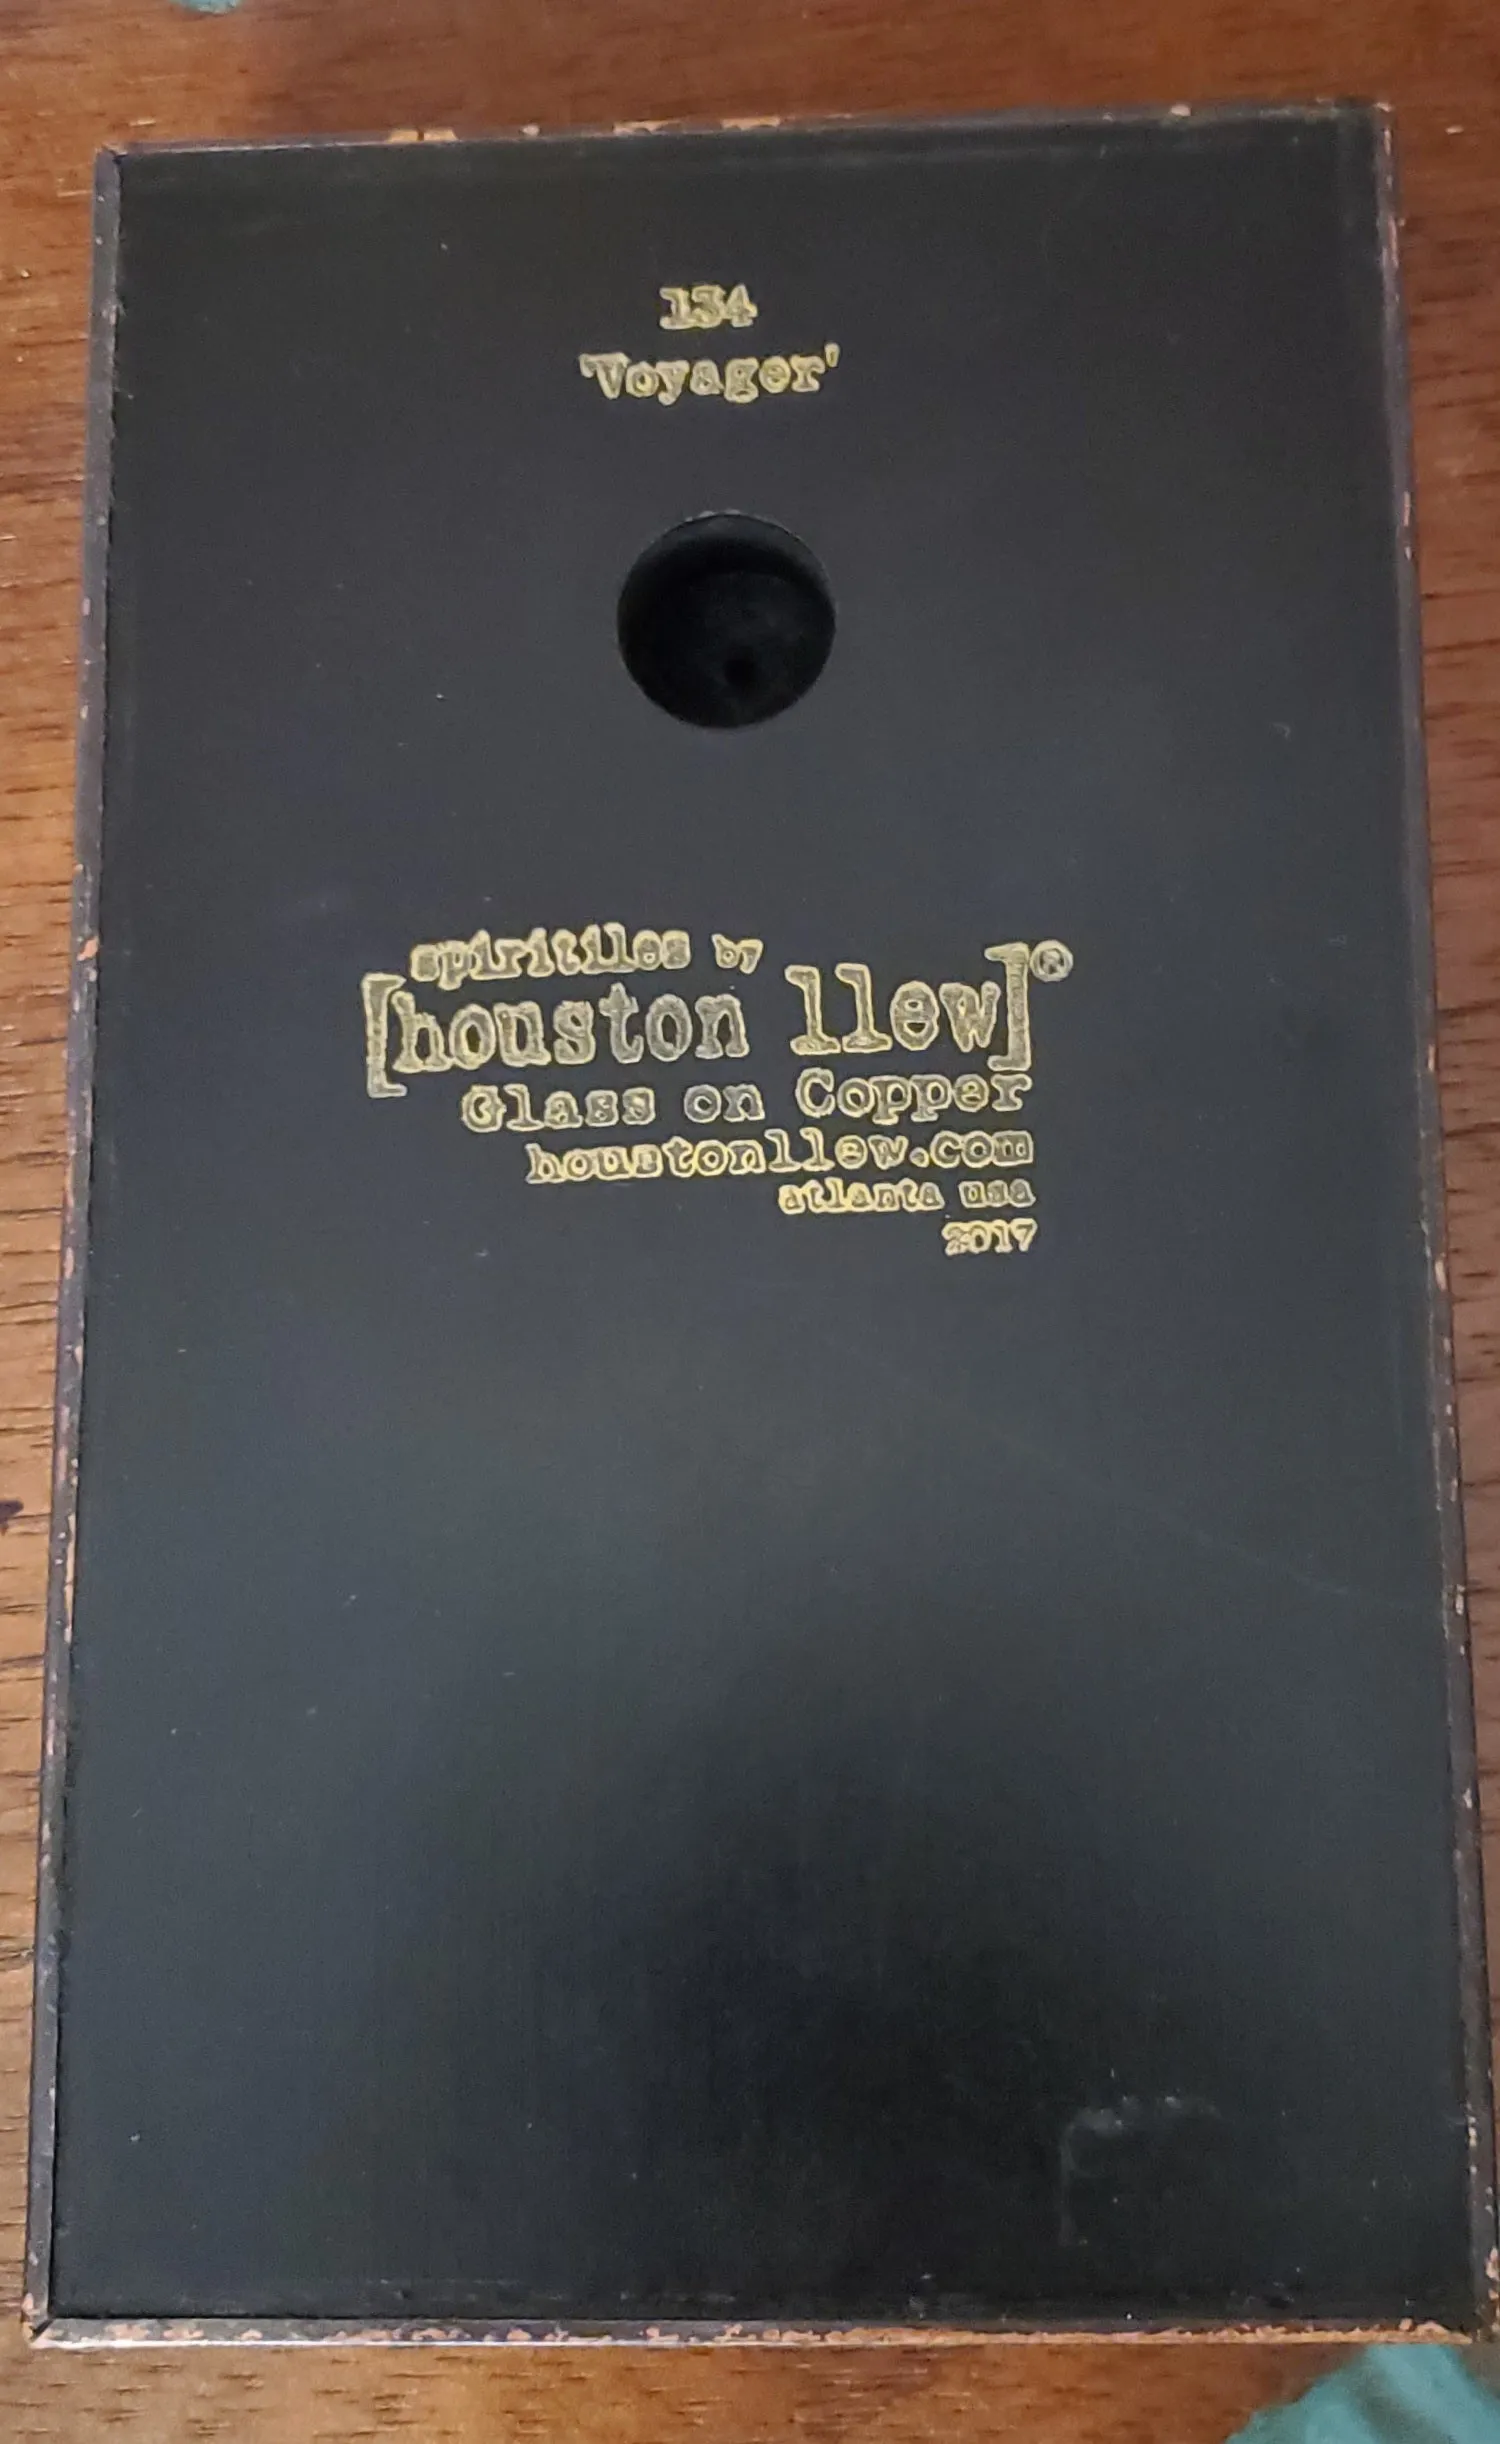 134
'Voyager'
spiritiles by
[houston llew]®
Glass on Copper
houstonllew.com
atlanta usa
2017